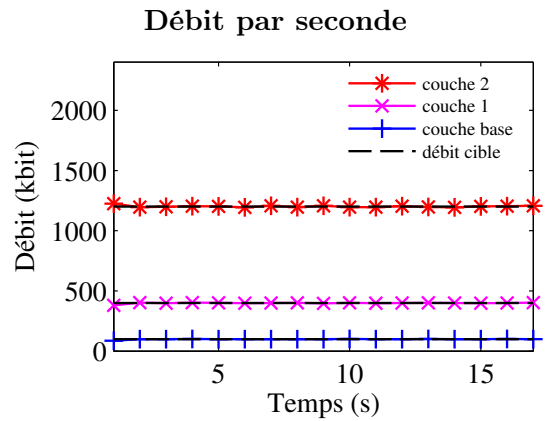 Débit par seconde
couche 2
couche 1
couche base
débit cible
Débit (kbit)
2000
1500
1000
500
0
5
10
15
Temps (s)